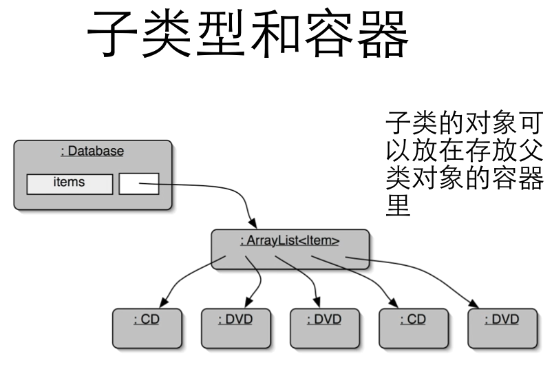 子类型和容器
: Database
items
子类的对象可
以放在存放父
类对象的容器
里
: ArrayList<Item>
: CD
: DVD
: DVD
: CD
: DVD